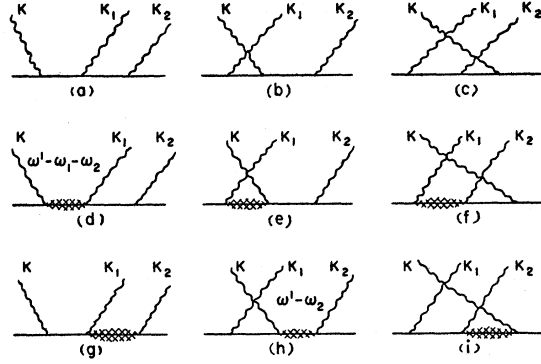 K K₁ K₂ K K₁ K₂ K K₁ K₂
(a) (b) (c)
K ω'-ω₁-ω₂ K₁ K₂ K K₁ K₂ K K₁ K₂
(d) (e) (f)
K K₁ K₂ K K₁ ω'-ω₂ K₂ K K₁ K₂
(g) (h) (i)